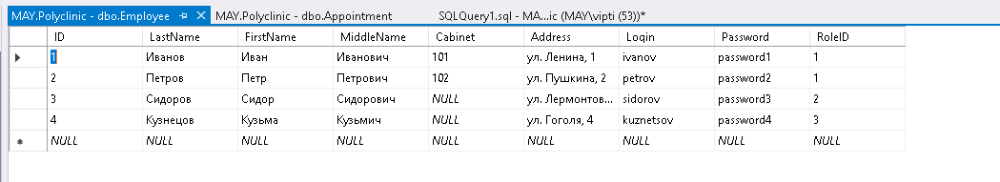 MAY.Polyclinic - dbo.Employee MAY.Polyclinic - dbo.Appointment SQLQuery1.sql - MA...ic (MAY\vipti (53))*
ID LastName FirstName MiddleName Cabinet Address Login Password RoleID
1 Иванов Иван Иванович 101 ул. Ленина, 1 ivanov password1 1
2 Петров Петр Петрович 102 ул. Пушкина, 2 petrov password2 1
3 Сидоров Сидор Сидорович NULL ул. Лермонтов... sidorov password3 2
4 Кузнецов Кузьма Кузьмич NULL ул. Гоголя, 4 kuznetsov password4 3
NULL NULL NULL NULL NULL NULL NULL NULL NULL